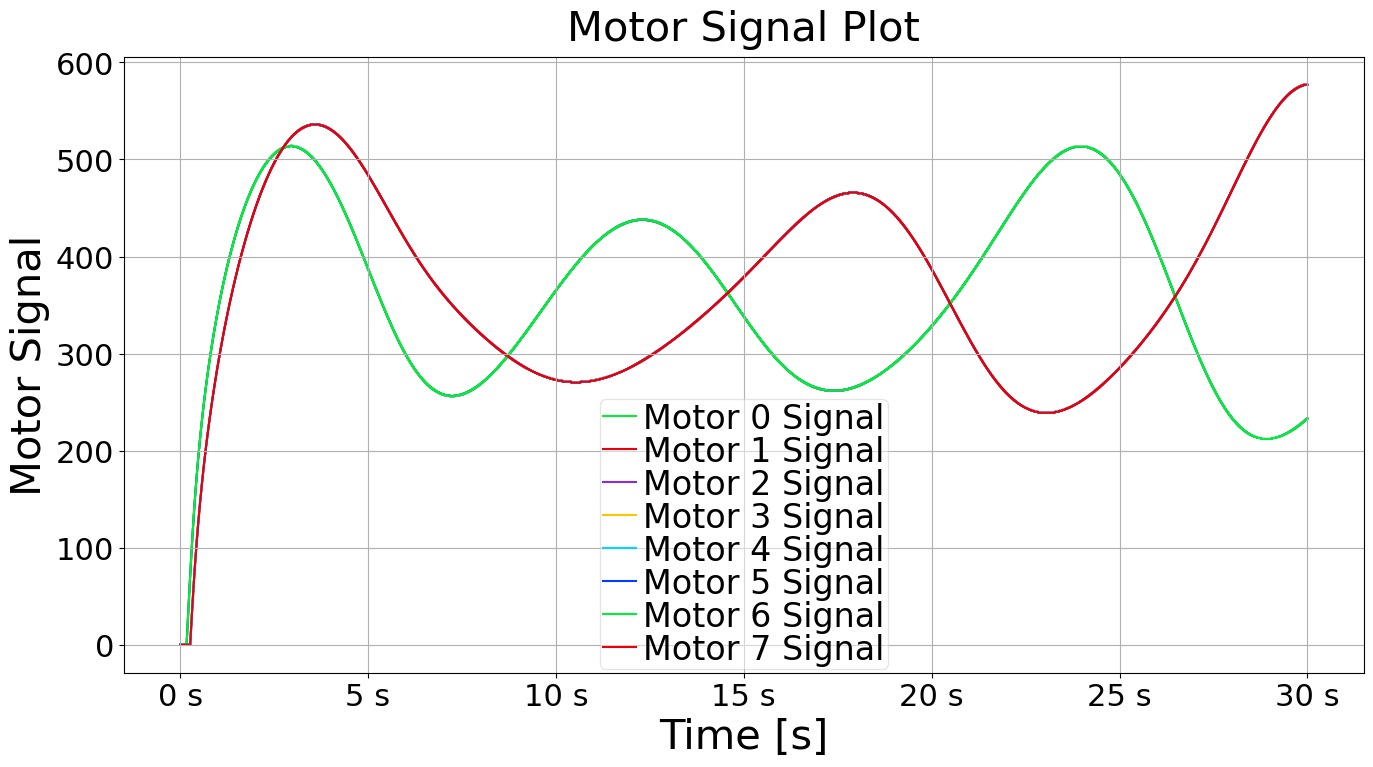 Motor Signal Plot
600
500
400
300
200
100
0
Motor Signal
Motor 0 Signal
Motor 1 Signal
Motor 2 Signal
Motor 3 Signal
Motor 4 Signal
Motor 5 Signal
Motor 6 Signal
Motor 7 Signal
0 s 5 s 10 s 15 s 20 s 25 s 30 s
Time [s]